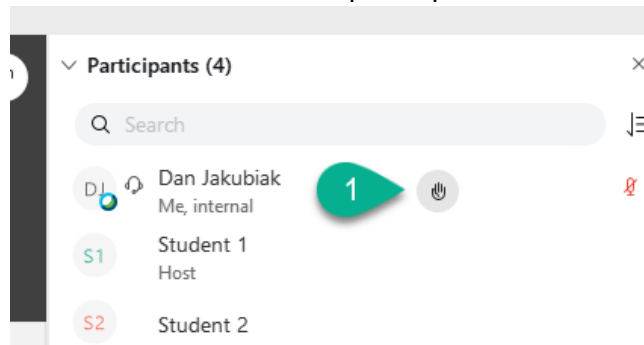 Participants (4)
Search
DJ Dan Jakubiak
Me, internal
1
S1 Student 1
Host
S2 Student 2